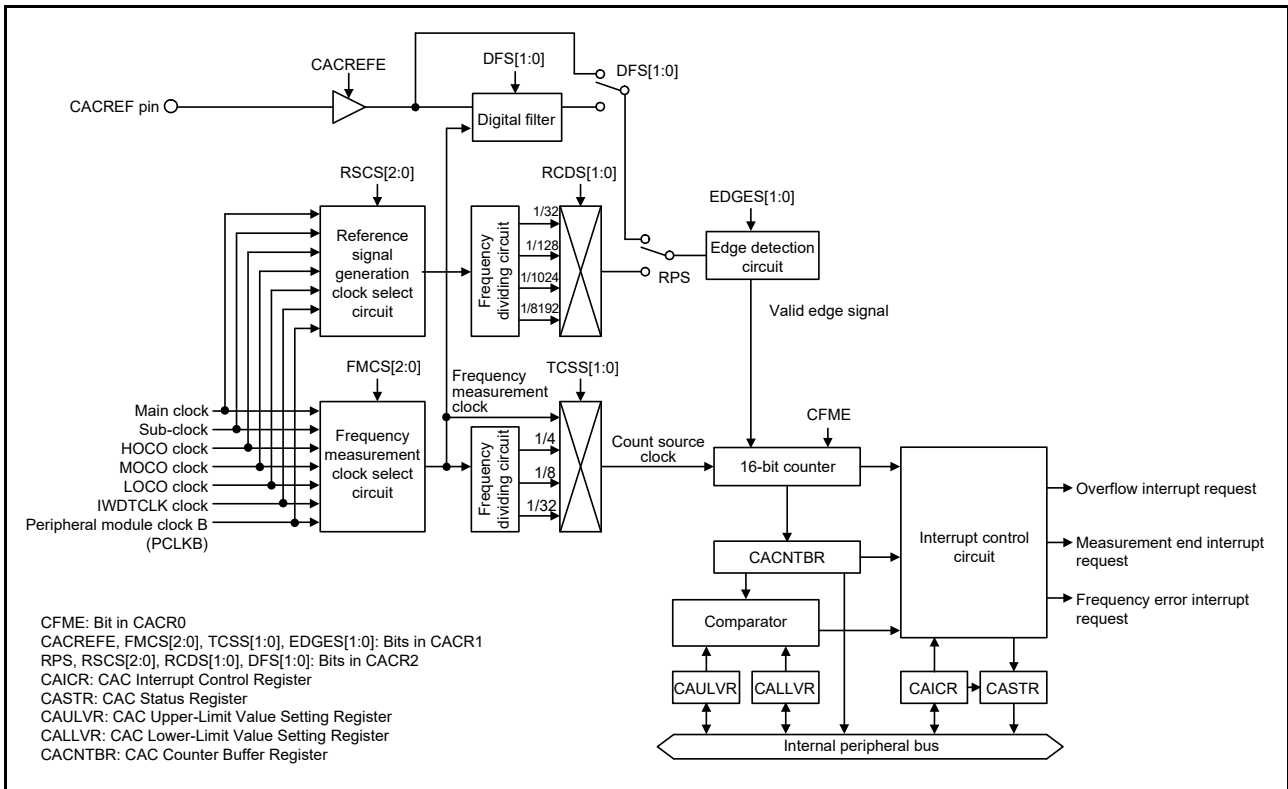 CACREFE
DFS[1:0]
DFS[1:0]
CACREF pin
Digital filter
RSCS[2:0]
RCDS[1:0]
EDGES[1:0]
Reference
signal
generation
clock select
circuit
Frequency
dividing circuit
1/32
1/128
1/1024
1/8192
RPS
Edge detection
circuit
Valid edge signal
FMCS[2:0]
Frequency
measurement
clock
TCSS[1:0]
CFME
Main clock
Sub-clock
HOCO clock
MOCO clock
LOCO clock
IWDTCLK clock
Peripheral module clock B
(PCLKB)
Frequency
measurement
clock select
circuit
Frequency
dividing circuit
1/4
1/8
1/32
Count source
clock
16-bit counter
CACNTBR
Comparator
CAULVR
CALLVR
Interrupt control
circuit
CAICR
CASTR
Overflow interrupt request
Measurement end interrupt
request
Frequency error interrupt
request
Internal peripheral bus
CFME: Bit in CACR0
CACREFE, FMCS[2:0], TCSS[1:0], EDGES[1:0]: Bits in CACR1
RPS, RSCS[2:0], RCDS[1:0], DFS[1:0]: Bits in CACR2
CAICR: CAC Interrupt Control Register
CASTR: CAC Status Register
CAULVR: CAC Upper-Limit Value Setting Register
CALLVR: CAC Lower-Limit Value Setting Register
CACNTBR: CAC Counter Buffer Register